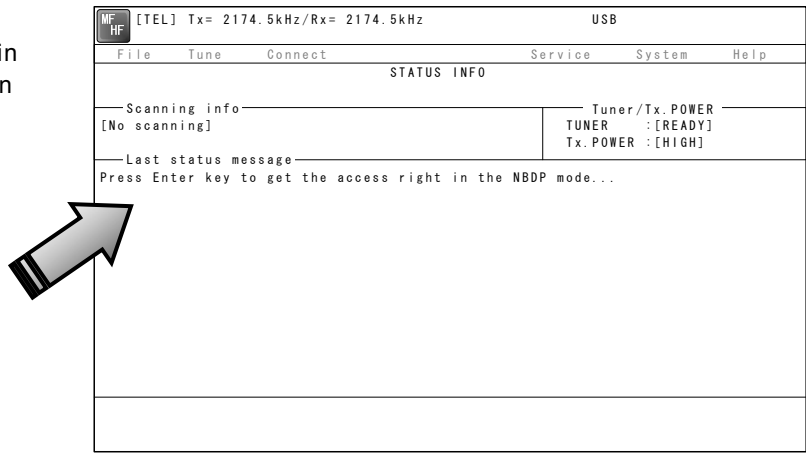 MF HF [TEL] Tx= 2174.5kHz/Rx= 2174.5kHz USB
in
n
File Tune Connect Service System Help
STATUS INFO
Scanning info Tuner/Tx.POWER
[No scanning] TUNER :[READY]
Tx.POWER :[HIGH]
Last status message
Press Enter key to get the access right in the NBDP mode...